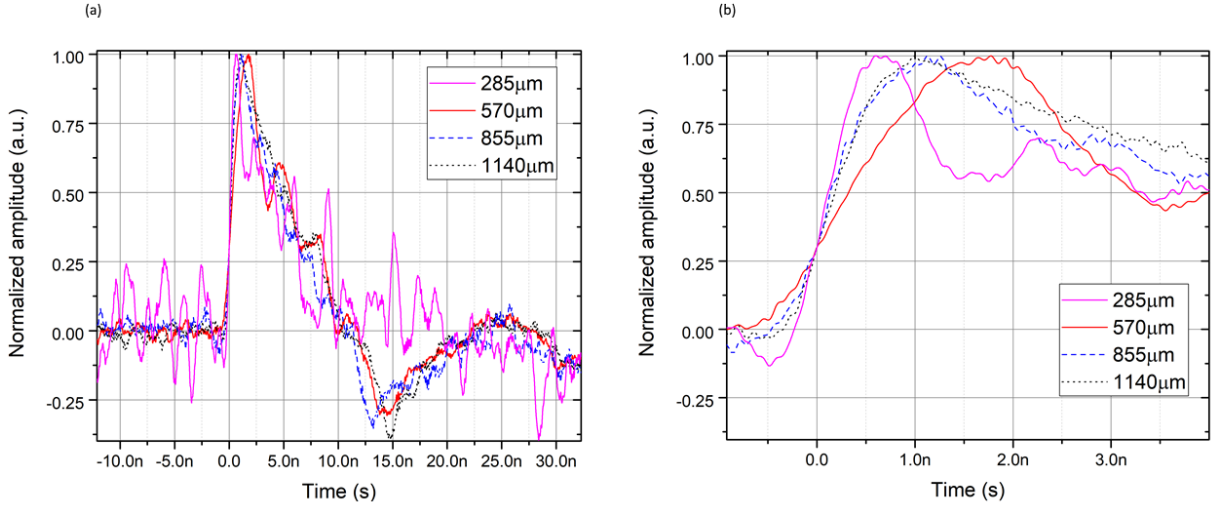 (a)
Normalized amplitude (a.u.)
1.00
0.75
0.50
0.25
0.00
-0.25
285μm
570μm
855μm
1140μm
-10.0n -5.0n 0.0 5.0n 10.0n 15.0n 20.0n 25.0n 30.0n
Time (s)
(b)
Normalized amplitude (a.u.)
1.00
0.75
0.50
0.25
0.00
-0.25
285μm
570μm
855μm
1140μm
0.0 1.0n 2.0n 3.0n
Time (s)